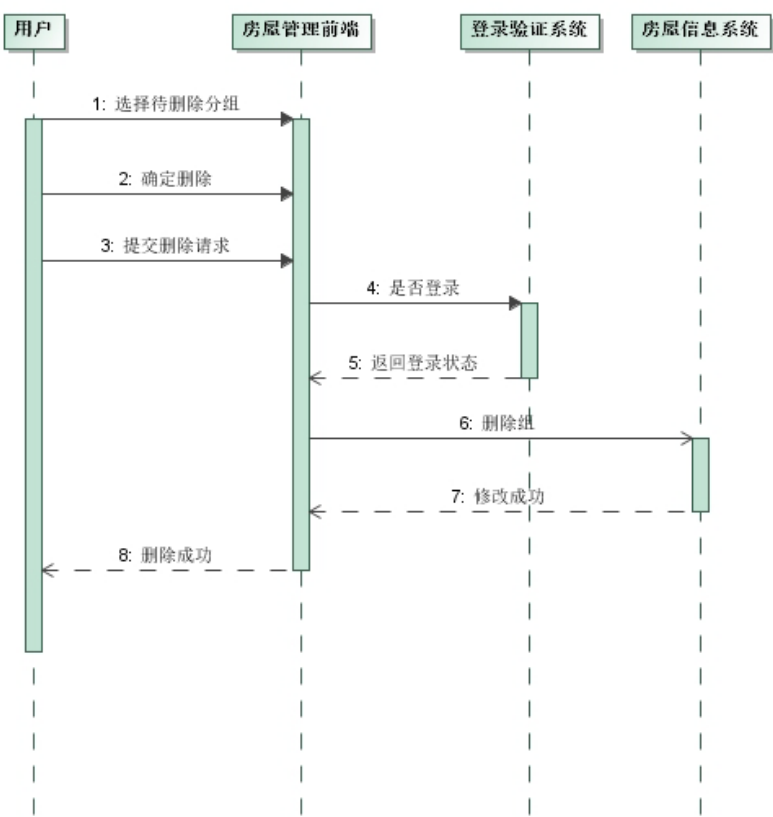 用户
房屋管理前端
登录验证系统
房屋信息系统
1: 选择待删除分组
2: 确定删除
3: 提交删除请求
4: 是否登录
5: 返回登录状态
6: 删除组
7: 修改成功
8: 删除成功